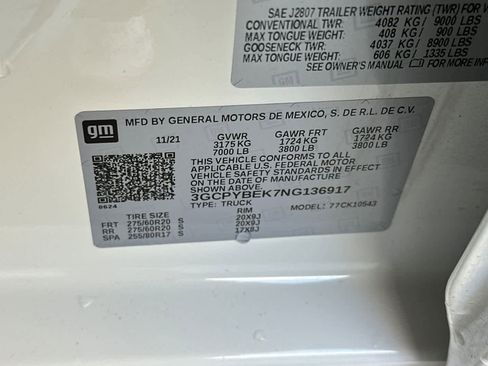 SAE J2807 TRAILER WEIGHT RATING (TWR) FOR
CONVENTIONAL TWR: 4082 KG / 9000 LBS
MAX TONGUE WEIGHT: 408 KG / 900 LBS
GOOSENECK TWR: 4037 KG / 8900 LBS
MAX TONGUE WEIGHT: 606 KG / 1335 LBS
SEE OWNER'S MANUAL FOR
gm
MFD BY GENERAL MOTORS DE MEXICO, S. DE R.L. DE C.V.
11/21 GVWR GAWR FRT GAWR RR
3175 KG 1724 KG 1724 KG
7000 LB 3800 LB 3800 LB
THIS VEHICLE CONFORMS TO ALL
APPLICABLE U.S. FEDERAL MOTOR
VEHICLE SAFETY STANDARDS IN EFFECT
ON THE DATE OF MANUFACTURE SHOWN ABOVE.
3GCPYBEK7NG136917
TYPE: TRUCK MODEL: 77CK10543
0624
TIRE SIZE RIM
FRT 275/60R20 S 20X9J
RR 275/60R20 S 20X9J
SPA 255/80R17 S 17X8J